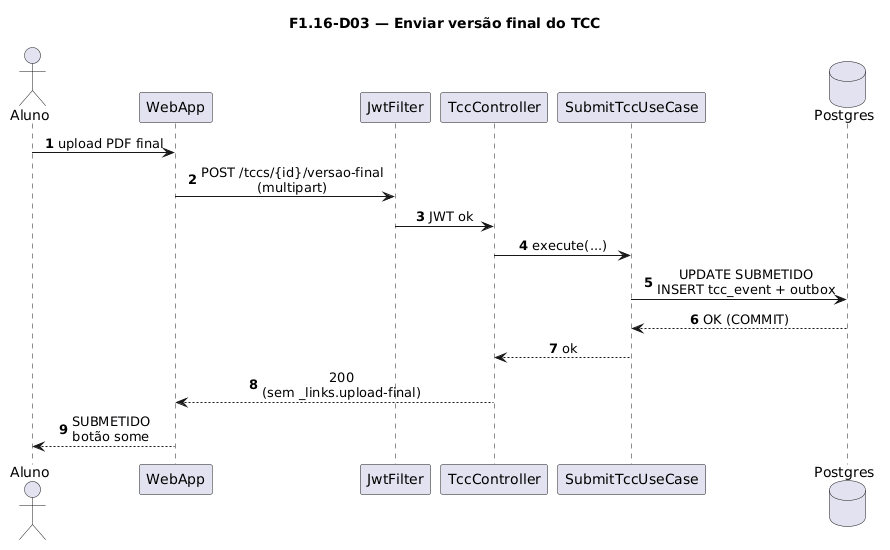 F1.16-D03 — Enviar versão final do TCC
Aluno
WebApp
JwtFilter
TccController
SubmitTccUseCase
Postgres
1 upload PDF final
2 POST /tccs/{id}/versao-final
(multipart)
3 JWT ok
4 execute(...)
5 UPDATE SUBMETIDO
INSERT tcc_event + outbox
6 OK (COMMIT)
7 ok
8 200
(sem _links.upload-final)
9 SUBMETIDO
botão some
Aluno
WebApp
JwtFilter
TccController
SubmitTccUseCase
Postgres